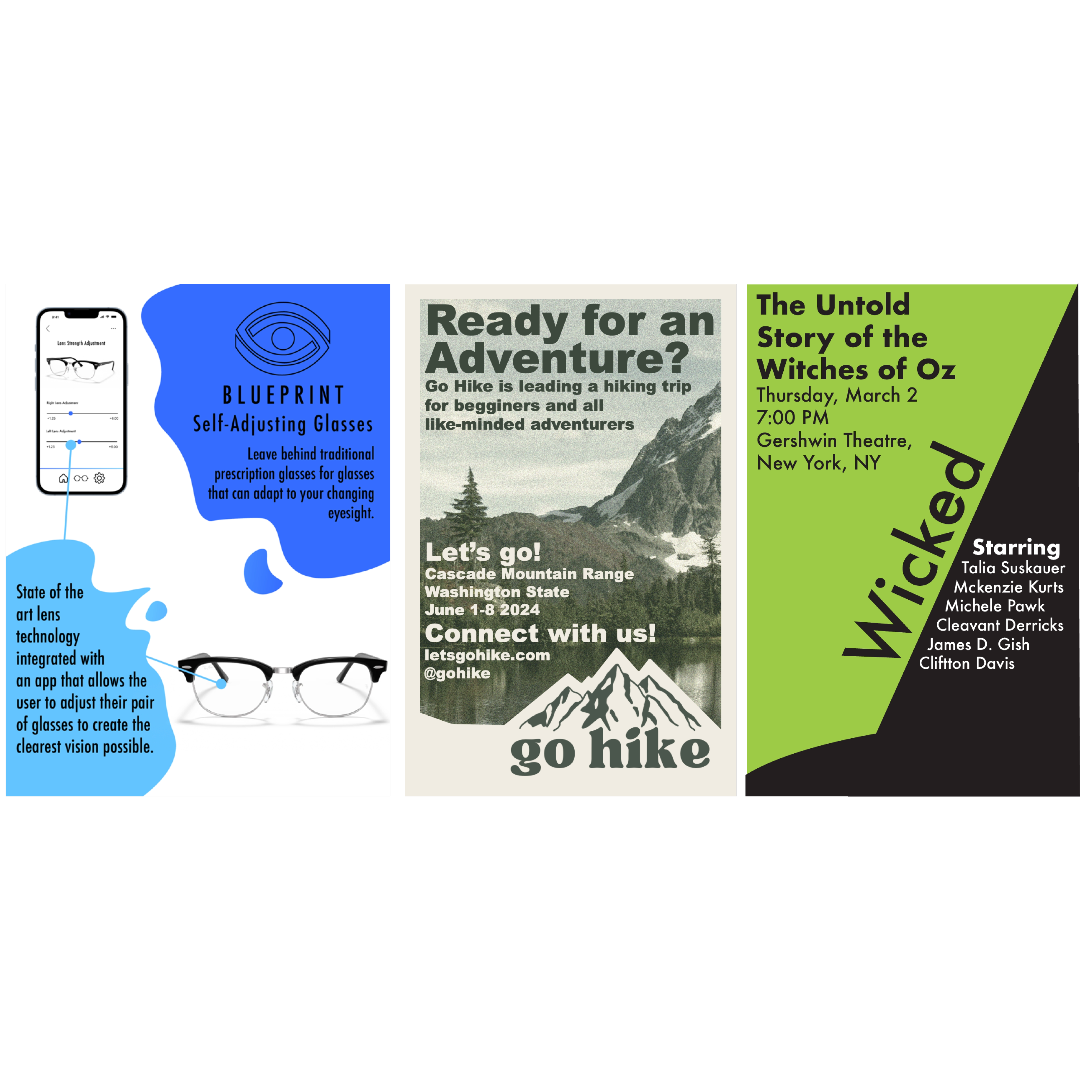 Lens Strength Adjustment
Right Lens Adjustment
Left Lens Adjustment
BLUEPRINT
Self-Adjusting Glasses
Leave behind traditional
prescription glasses for glasses
that can adapt to your changing
eyesight.
State of the
art lens
technology
integrated with
an app that allows the
user to adjust their pair
of glasses to create the
clearest vision possible.
Ready for an
Adventure?
Go Hike is leading a hiking trip
for begginers and all
like-minded adventurers
Let's go!
Cascade Mountain Range
Washington State
June 1-8 2024
Connect with us!
letsgohike.com
@gohike
go hike
The Untold
Story of the
Witches of Oz
Thursday, March 2
7:00 PM
Gershwin Theatre,
New York, NY
Wicked
Starring
Talia Suskauer
Mckenzie Kurts
Michele Pawk
Cleavant Derricks
James D. Gish
Cliftton Davis